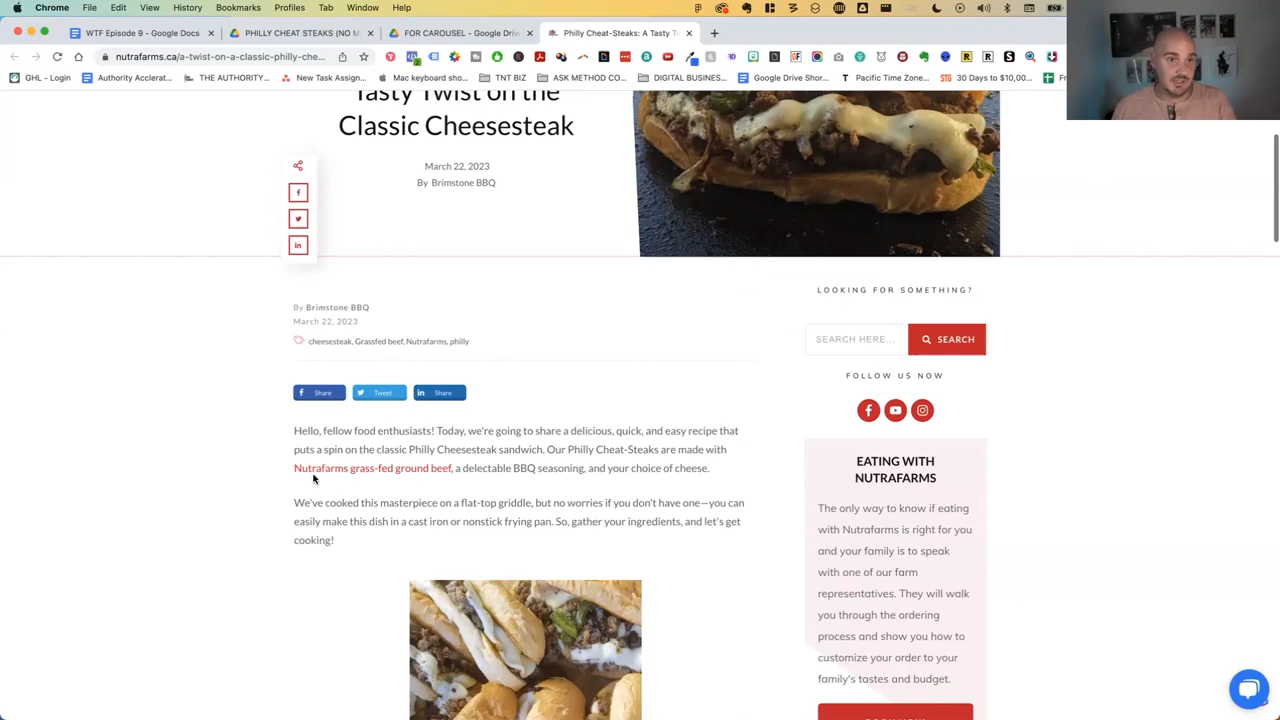 Chrome File Edit View History Bookmarks Profiles Tab Window Help
WTF Episode 9 - Google Docs
PHILLY CHEAT STEAKS (NO M
FOR CAROUSEL - Google Driv
Philly Cheat-Steaks: A Tasty T
nutrafarms.ca/a-twist-on-a-classic-philly-che...
GHL - Login
Authority Acclerat...
THE AUTHORITY...
New Task Assign...
Mac keyboard sho...
TNT BIZ
ASK METHOD CO...
DIGITAL BUSINES...
Google Drive Shor...
Pacific Time Zone...
30 Days to $10,00...
Tasty Twist on the
Classic Cheesesteak
March 22, 2023
By Brimstone BBQ
By Brimstone BBQ
March 22, 2023
cheesesteak, Grassfed beef, Nutrafarms, philly
Share
Tweet
Share
Hello, fellow food enthusiasts! Today, we're going to share a delicious, quick, and easy recipe that
puts a spin on the classic Philly Cheesesteak sandwich. Our Philly Cheat-Steaks are made with
Nutrafarms grass-fed ground beef, a delectable BBQ seasoning, and your choice of cheese.
We've cooked this masterpiece on a flat-top griddle, but no worries if you don't have one—you can
easily make this dish in a cast iron or nonstick frying pan. So, gather your ingredients, and let's get
cooking!
LOOKING FOR SOMETHING?
SEARCH HERE...
SEARCH
FOLLOW US NOW
EATING WITH
NUTRAFARMS
The only way to know if eating
with Nutrafarms is right for you
and your family is to speak
with one of our farm
representatives. They will walk
you through the ordering
process and show you how to
customize your order to your
family's tastes and budget.